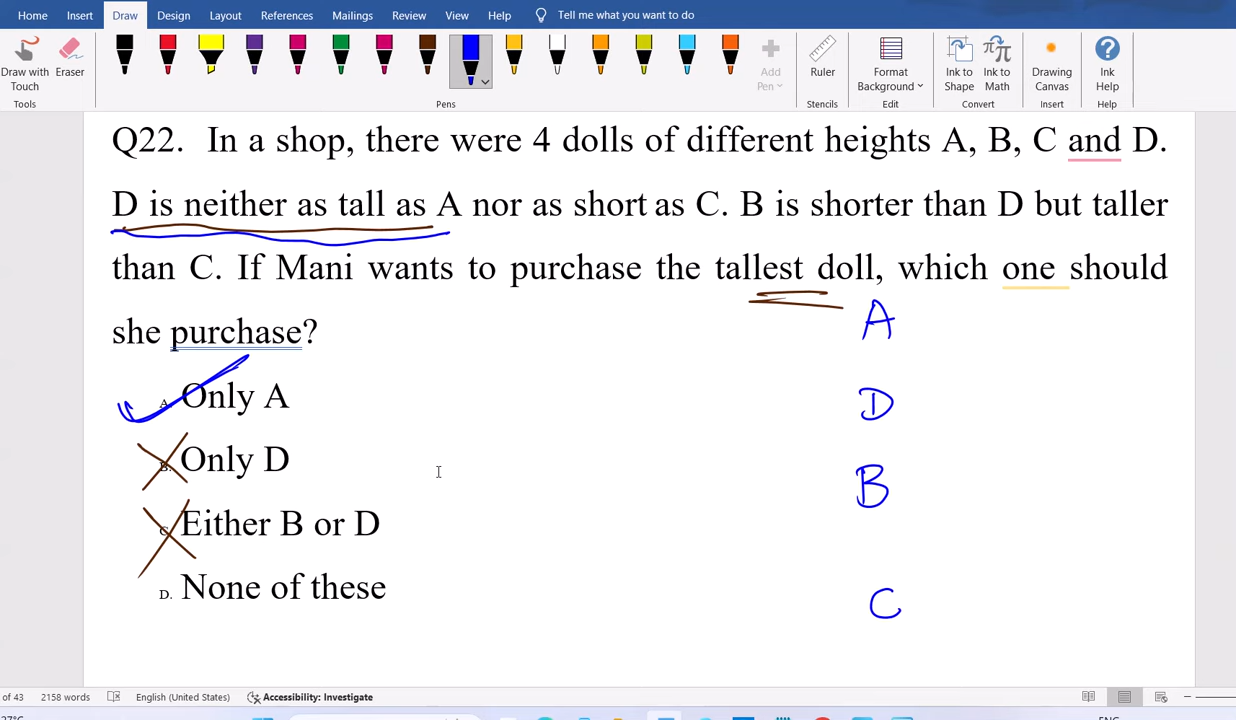 Home Insert Draw Design Layout References Mailings Review View Help Tell me what you want to do
Draw with Touch
Eraser
Add Pen
Ruler
Format Background
Ink to Shape
Ink to Math
Drawing Canvas
Ink Help
Tools Pens Stencils Edit Convert Insert Help
Q22. In a shop, there were 4 dolls of different heights A, B, C and D.
D is neither as tall as A nor as short as C. B is shorter than D but taller
than C. If Mani wants to purchase the tallest doll, which one should
she purchase?
A
A. Only A
D
B. Only D
B
C. Either B or D
D. None of these
C
of 43 2158 words English (United States) Accessibility: Investigate